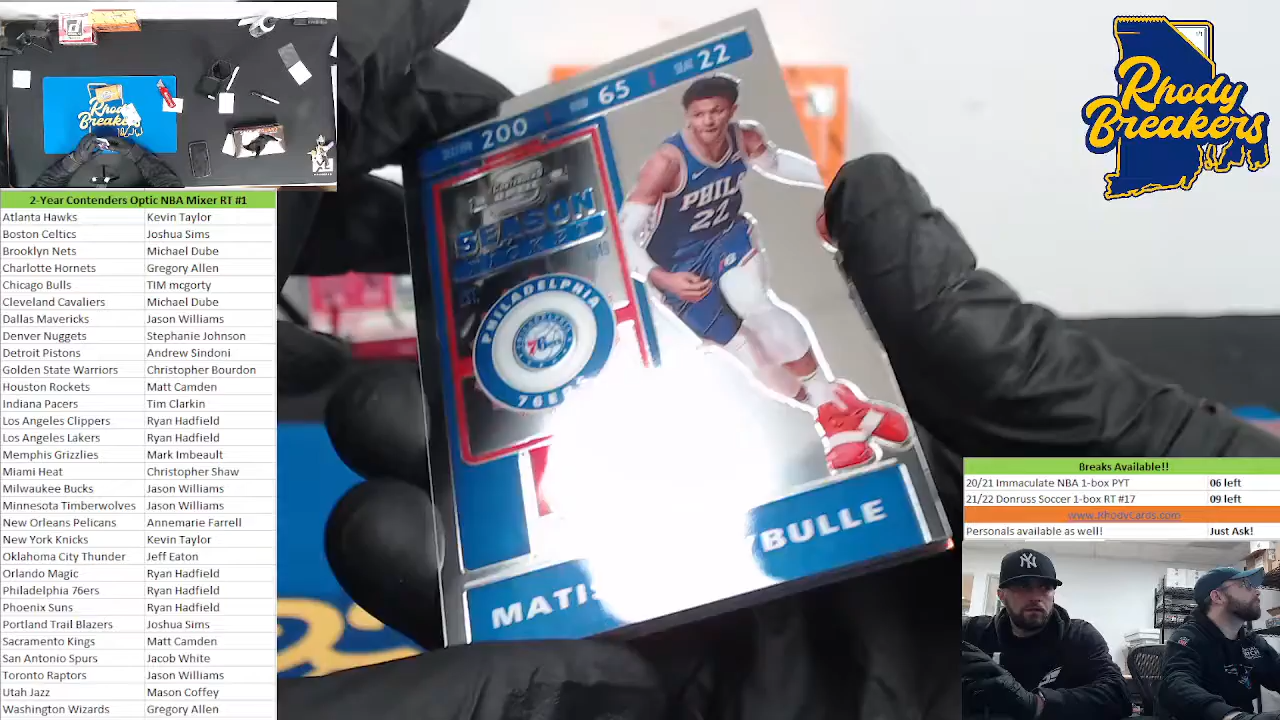 Rhody
Breakers
2-Year Contenders Optic NBA Mixer RT #1
Atlanta Hawks Kevin Taylor
Boston Celtics Joshua Sims
Brooklyn Nets Michael Dube
Charlotte Hornets Gregory Allen
Chicago Bulls TIM mcgorty
Cleveland Cavaliers Michael Dube
Dallas Mavericks Jason Williams
Denver Nuggets Stephanie Johnson
Detroit Pistons Andrew Sindoni
Golden State Warriors Christopher Bourdon
Houston Rockets Matt Camden
Indiana Pacers Tim Clarkin
Los Angeles Clippers Ryan Hadfield
Los Angeles Lakers Ryan Hadfield
Memphis Grizzlies Mark Imbeault
Miami Heat Christopher Shaw
Milwaukee Bucks Jason Williams
Minnesota Timberwolves Jason Williams
New Orleans Pelicans Annemarie Farrell
New York Knicks Kevin Taylor
Oklahoma City Thunder Jeff Eaton
Orlando Magic Ryan Hadfield
Philadelphia 76ers Ryan Hadfield
Phoenix Suns Ryan Hadfield
Portland Trail Blazers Joshua Sims
Sacramento Kings Matt Camden
San Antonio Spurs Jacob White
Toronto Raptors Jason Williams
Utah Jazz Mason Coffey
Washington Wizards Gregory Allen
200 65 SEAT 22
SEASON
TICKET
PHILA
22
PHILADELPHIA
76
76E
MATIS
YBULLE
Rhody
Breakers
Breaks Available!!
20/21 Immaculate NBA 1-box PYT 06 left
21/22 Donruss Soccer 1-box RT #17 09 left
www.RhodyCards.com
Personals available as well! Just Ask!
NY